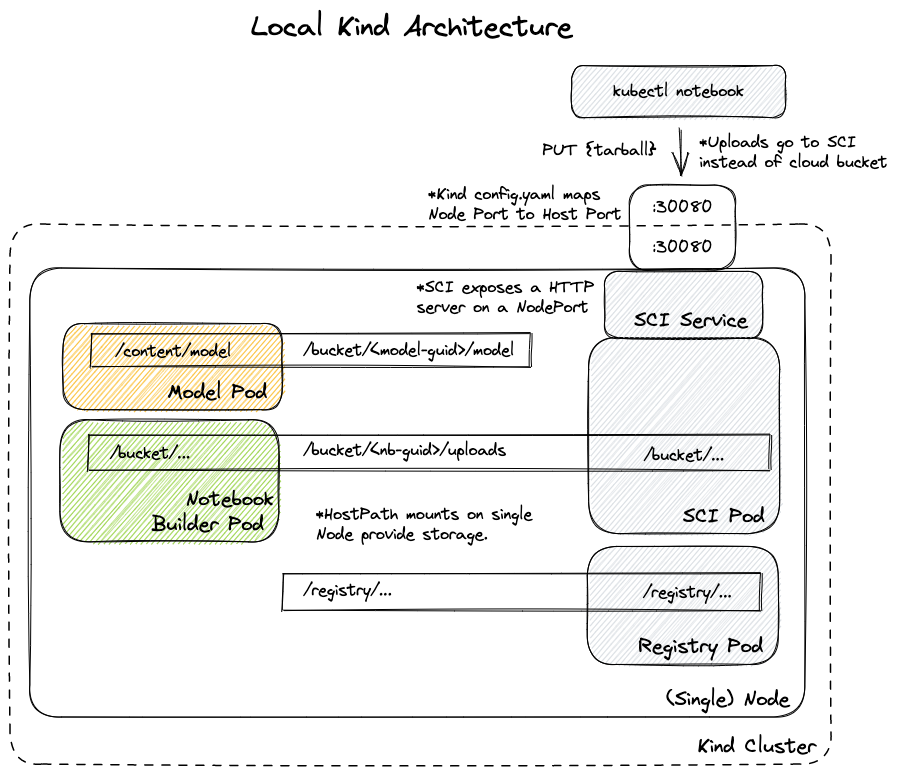 Local Kind Architecture
kubectl notebook
PUT {tarball}
*Uploads go to SCI
instead of cloud bucket
*Kind config.yaml maps
Node Port to Host Port
:30080
:30080
*SCI exposes a HTTP
server on a NodePort
SCI Service
/content/model
/bucket/<model-guid>/model
Model Pod
/bucket/...
/bucket/<nb-guid>/uploads
/bucket/...
Notebook
Builder Pod
*HostPath mounts on single
Node provide storage.
SCI Pod
/registry/...
/registry/...
Registry Pod
(Single) Node
Kind Cluster